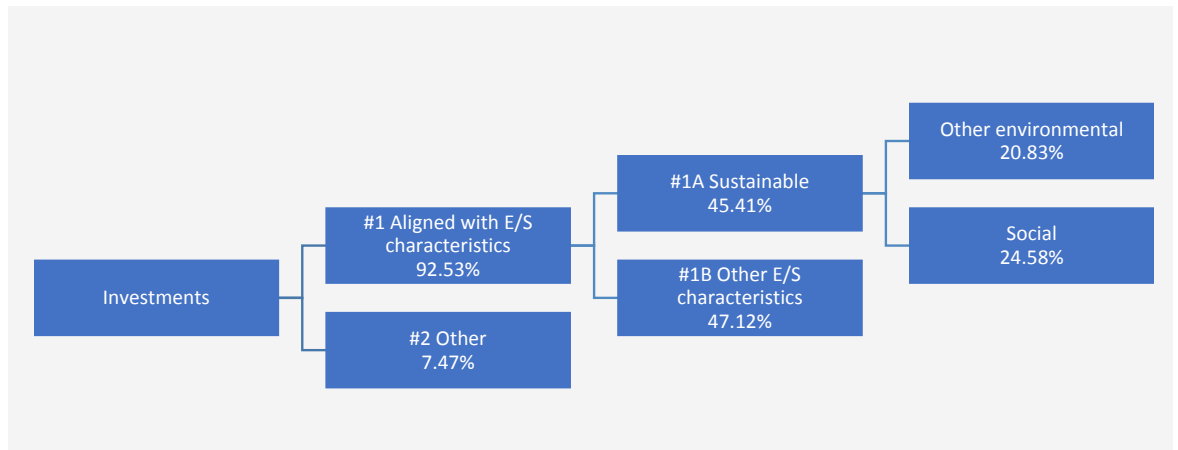 Investments
#1 Aligned with E/S
characteristics
92.53%
#2 Other
7.47%
#1A Sustainable
45.41%
#1B Other E/S
characteristics
47.12%
Other environmental
20.83%
Social
24.58%